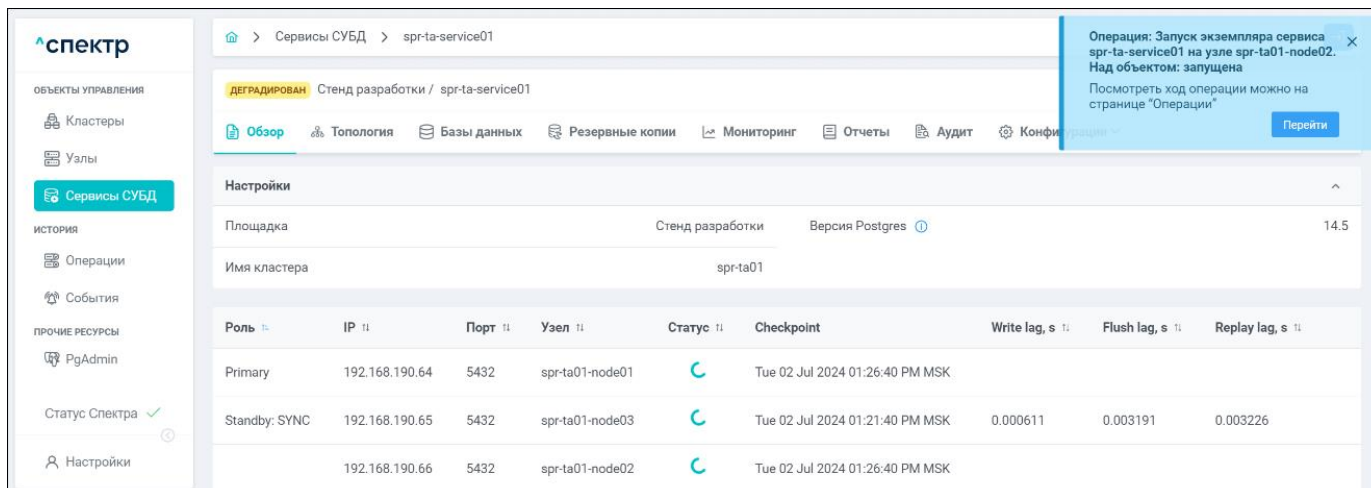 ^спектр
ОБЪЕКТЫ УПРАВЛЕНИЯ
Кластеры
Узлы
Сервисы СУБД
ИСТОРИЯ
Операции
События
ПРОЧИЕ РЕСУРСЫ
PgAdmin
Статус Спектра
Настройки
> Сервисы СУБД > spr-ta-service01
ДЕГРАДИРОВАН Стенд разработки / spr-ta-service01
Обзор Топология Базы данных Резервные копии Мониторинг Отчеты Аудит
Операция: Запуск экземпляра сервиса
spr-ta-service01 на узле spr-ta01-node02.
Над объектом: запущена
Посмотреть ход операции можно на
странице "Операции"
Перейти
Настройки
Площадка Стенд разработки Версия Postgres 14.5
Имя кластера spr-ta01
Роль IP Порт Узел Статус Checkpoint Write lag, s Flush lag, s Replay lag, s
Primary 192.168.190.64 5432 spr-ta01-node01 Tue 02 Jul 2024 01:26:40 PM MSK
Standby: SYNC 192.168.190.65 5432 spr-ta01-node03 Tue 02 Jul 2024 01:21:40 PM MSK 0.000611 0.003191 0.003226
192.168.190.66 5432 spr-ta01-node02 Tue 02 Jul 2024 01:26:40 PM MSK